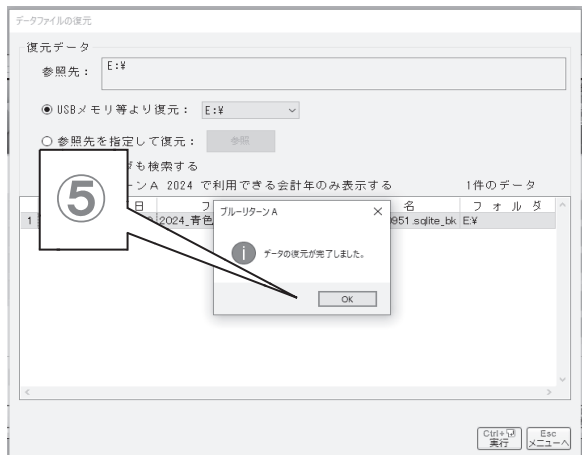 データファイルの復元
復元データ
参照先：
E:¥
USBメモリ等より復元：
E:¥
参照先を指定して復元：
参照
も検索する
ーンA 2024 で利用できる会計年のみ表示する
1件のデータ
日
フ
名
フォルダ
1
2024_青色
951.sqlite_bk
E:¥
⑤
ブルーリターンA
データの復元が完了しました。
OK
Ctrl+
実行
Esc
メニューへ